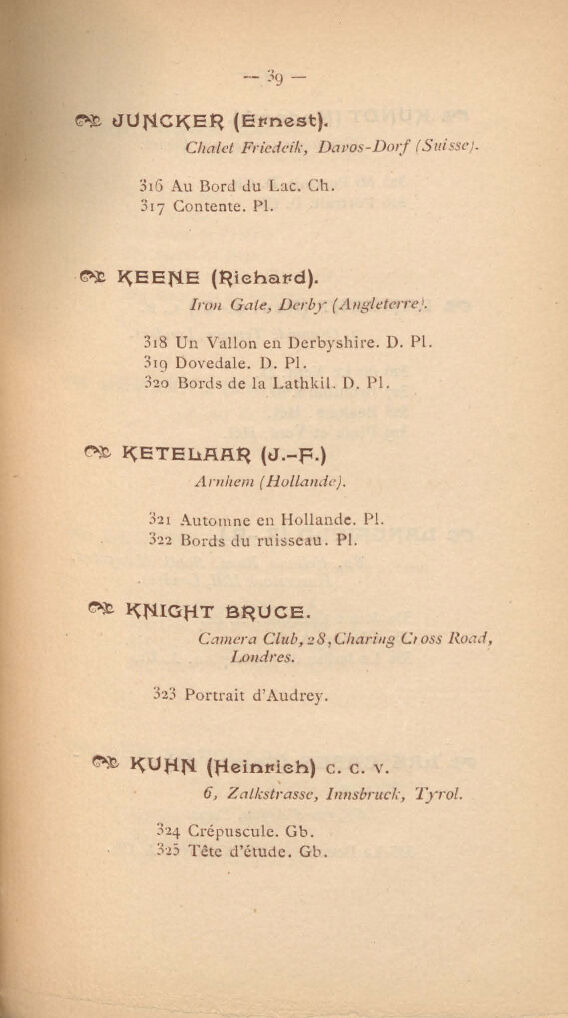 — 39 —
JUNCKER (Ernest).
Chalet Friedeik, Davos-Dorf (Suisse).
316 Au Bord du Lac. Ch.
317 Contente. Pl.
KEENE (Richard).
Iron Gate, Derby (Angleterre).
318 Un Vallon en Derbyshire. D. Pl.
319 Dovedale. D. Pl.
320 Bords de la Lathkil. D. Pl.
KETELAAR (J.-F.)
Arnhem (Hollande).
321 Automne en Hollande. Pl.
322 Bords du ruisseau. Pl.
KNIGHT BRUCE.
Camera Club, 28, Charing Cross Road,
Londres.
323 Portrait d'Audrey.
KUHN (Heinrich) C. C. V.
6, Zalkstrasse, Innsbruck, Tyrol.
324 Crépuscule. Gb.
325 Tête d'étude. Gb.